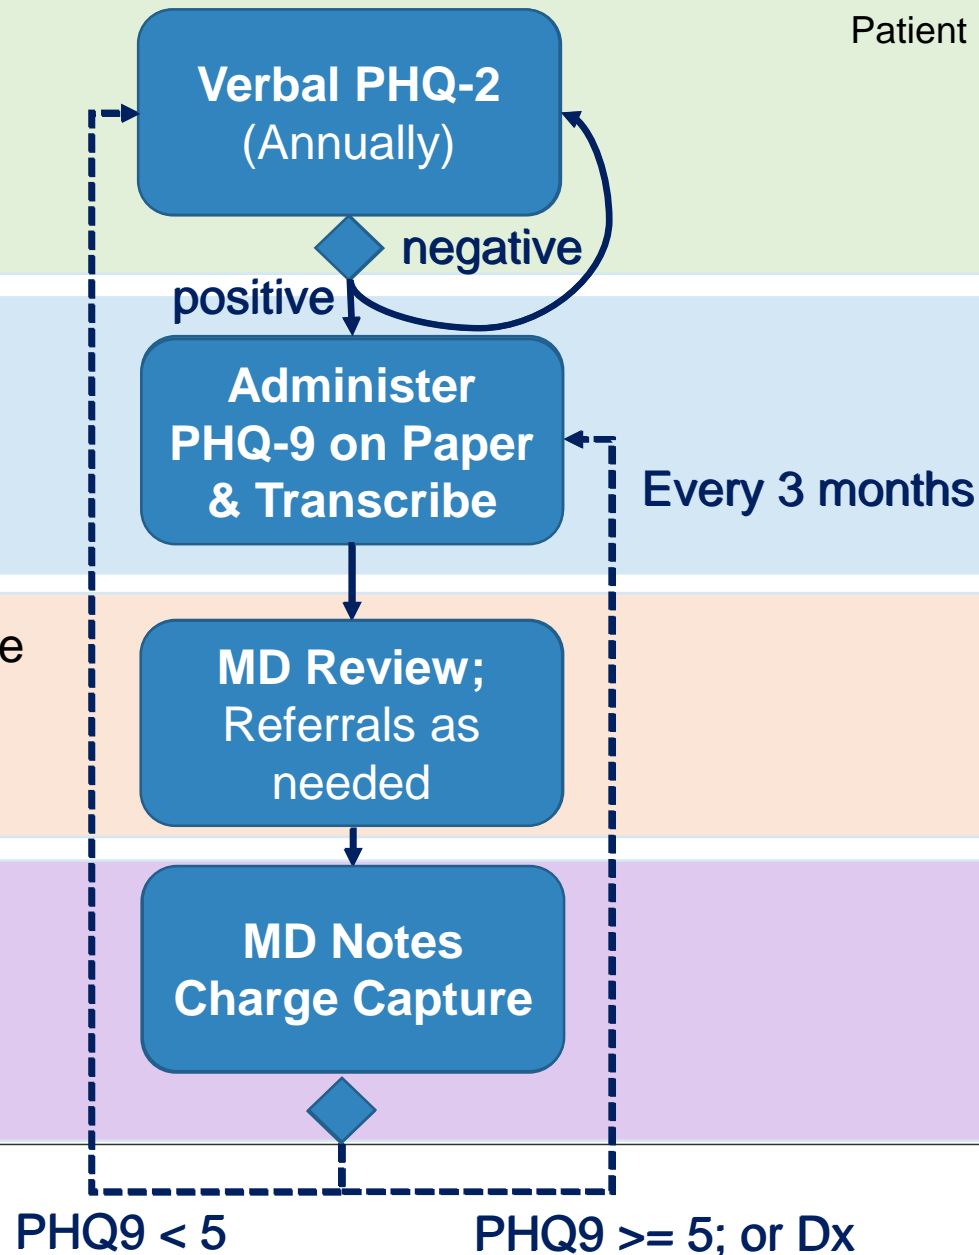 Patient
Verbal PHQ-2
(Annually)
negative
positive
Administer
PHQ-9 on Paper
& Transcribe
Every 3 months
e
MD Review;
Referrals as
needed
MD Notes
Charge Capture
PHQ9 < 5
PHQ9 >= 5; or Dx